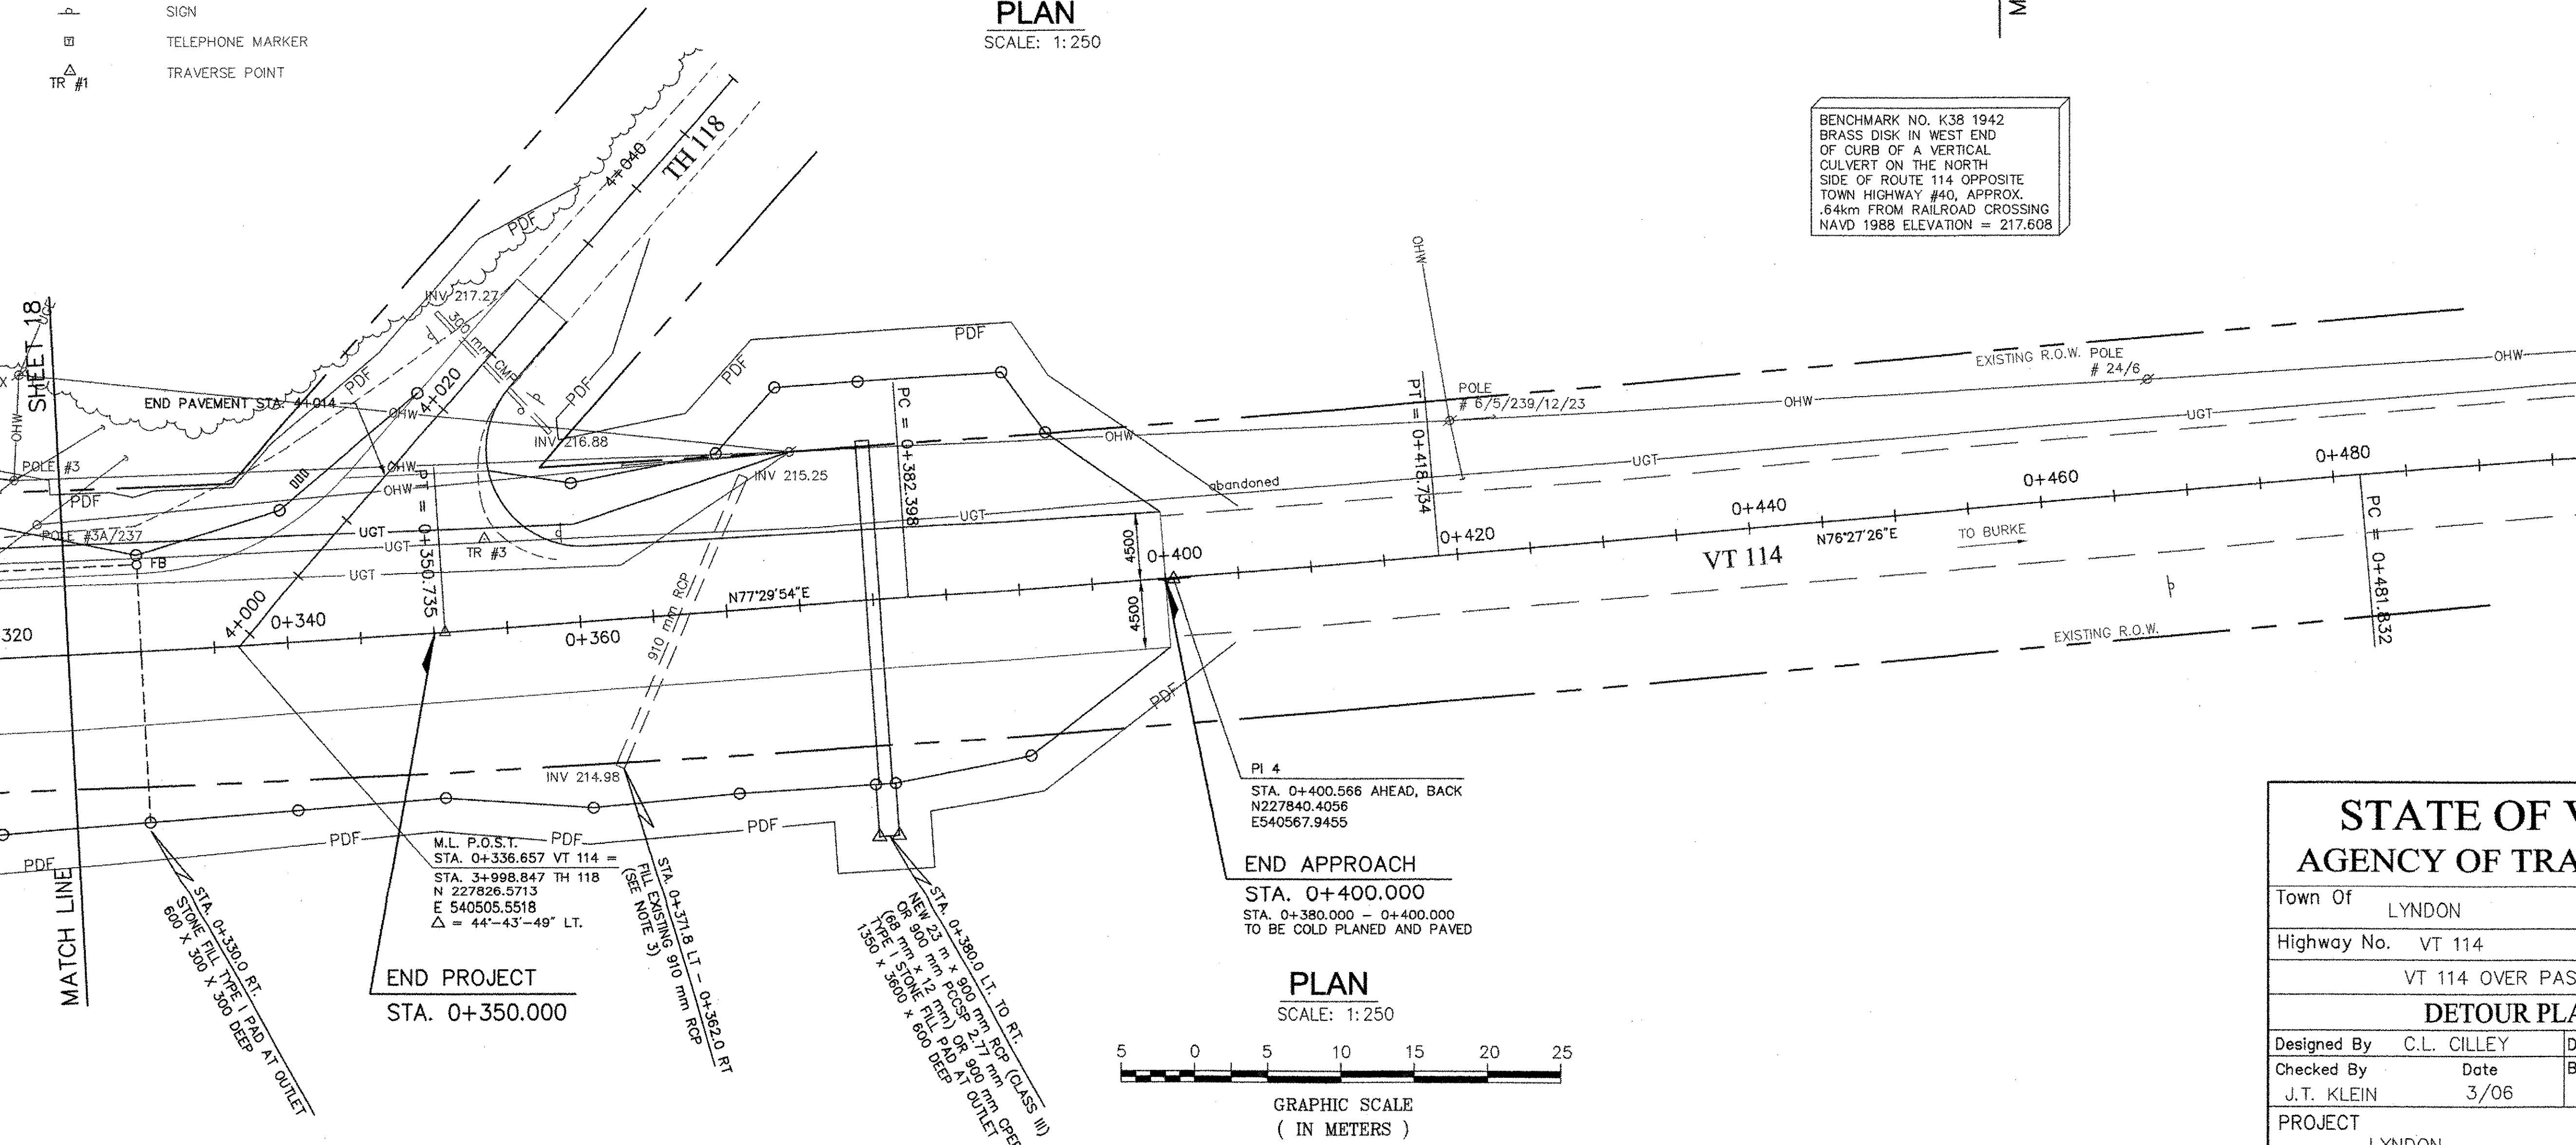 SIGN
TELEPHONE MARKER
TR #1
TRAVERSE POINT
PLAN
SCALE: 1:250
M
BENCHMARK NO. K38 1942
BRASS DISK IN WEST END
OF CURB OF A VERTICAL
CULVERT ON THE NORTH
SIDE OF ROUTE 114 OPPOSITE
TOWN HIGHWAY #40, APPROX.
.64km FROM RAILROAD CROSSING
NAVD 1988 ELEVATION = 217.608
TH 118
4+040
PDF
INV 217.27
300 mm CMP
SHEET 18
PDF
END PAVEMENT STA. 4+014
4+020
OHW
PDF
INV 216.88
PDF
PDF
PC = 0+382.398
OHW
OHW
PT = 0+418.734
POLE
# 6/5/239/12/23
OHW
EXISTING R.O.W.
POLE
# 24/6
OHW
UGT
UGT
OHW
POLE #3
PDF
OHW
OHW
PT = 0+350.735
INV 215.25
abandoned
POLE #3A/237
FB
UGT
UGT
UGT
TR #3
UGT
320
4+000
0+340
0+360
910 mm RCP
N77°29'54"E
4500
4500
0+400
0+420
0+440
0+460
0+480
VT 114
N76°27'26"E
TO BURKE
PC = 0+481.832
EXISTING R.O.W.
PDF
INV 214.98
PDF
PDF
PDF
PDF
PDF
MATCH LINE
M.L. P.O.S.T.
STA. 0+336.657 VT 114 =
STA. 3+998.847 TH 118
N 227826.5713
E 540505.5518
△ = 44°-43'-49" LT.
PI 4
STA. 0+400.566 AHEAD, BACK
N227840.4056
E540567.9455
END APPROACH
STA. 0+400.000
STA. 0+380.000 - 0+400.000
TO BE COLD PLANED AND PAVED
END PROJECT
STA. 0+350.000
STA. 0+330.0 RT.
STONE FILL TYPE I PAD AT OUTLET
600 X 300 X 300 DEEP
STA. 0+371.8 LT - 0+362.0 RT
FILL EXISTING 910 mm RCP
(SEE NOTE 3)
STA. 0+380.0 LT. TO RT.
NEW 23 m x 900 mm RCP (CLASS III)
OR 900 mm PCCSP 2.77 mm
(68 mm x 12 mm) OR 900 mm CPEP
TYPE I STONE FILL PAD AT OUTLET
1350 X 3600 X 600 DEEP
PLAN
SCALE: 1:250
5 0 5 10 15 20 25
GRAPHIC SCALE
( IN METERS )
STATE OF V
AGENCY OF TRA
Town Of LYNDON
Highway No. VT 114
VT 114 OVER PAS
DETOUR PLA
Designed By C.L. CILLEY
Checked By Date
J.T. KLEIN 3/06
PROJECT
LYNDON